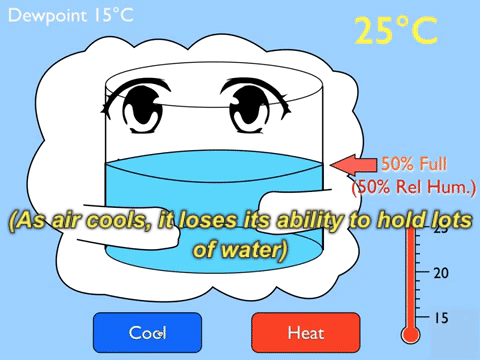 Dewpoint 15°C
25°C
50% Full
(50% Rel Hum.)
(As air cools, it loses its ability to hold lots
of water)
25
20
15
Cool
Heat